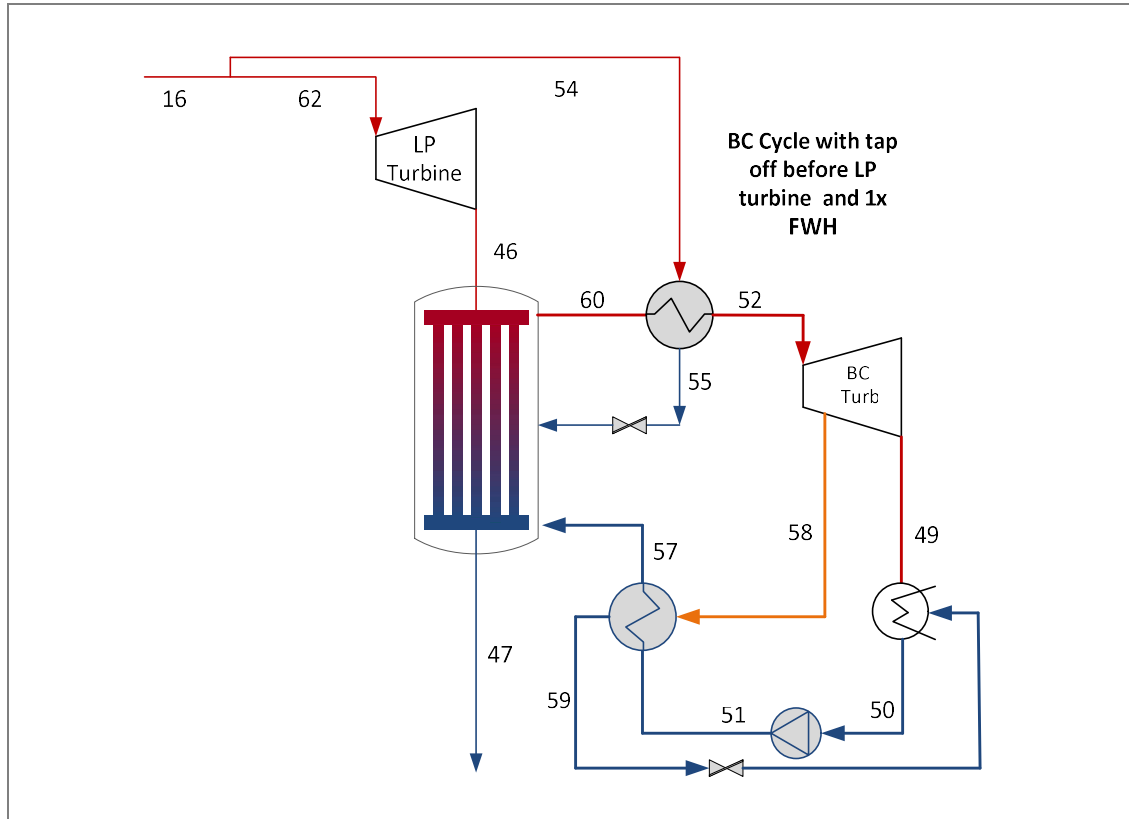 54
16
62
BC Cycle with tap
off before LP
turbine and 1x
FWH
LP
Turbine
46
60
52
BC
Turb
55
58
49
57
47
59
51
50